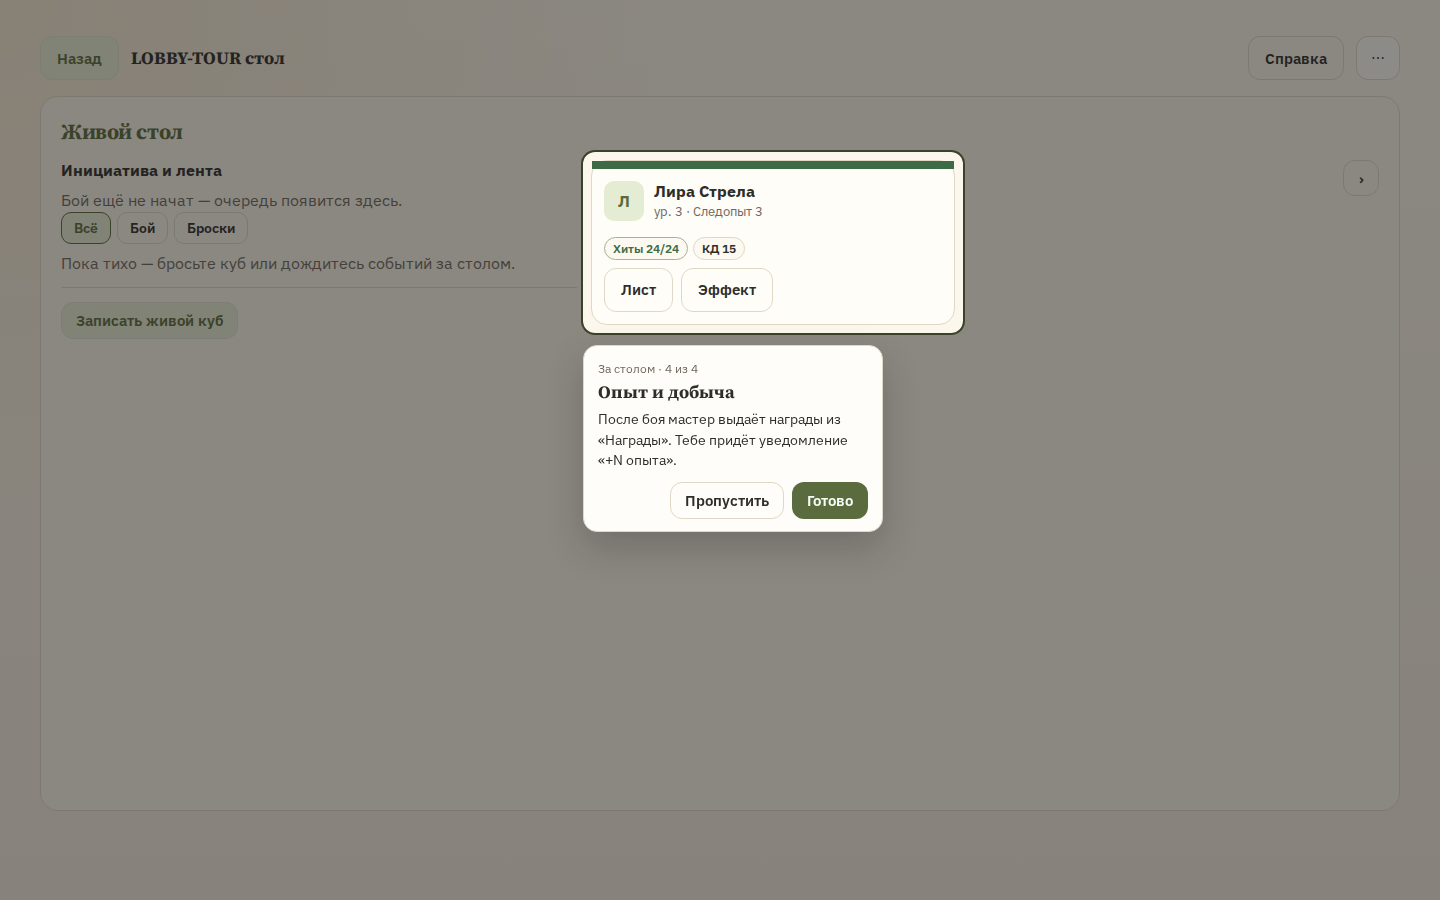 Назад
LOBBY-TOUR стол
Справка
...
Живой стол
Инициатива и лента
Бой ещё не начат — очередь появится здесь.
Всё
Бой
Броски
Пока тихо — бросьте куб или дождитесь событий за столом.
Записать живой куб
Л
Лира Стрела
ур. 3 · Следопыт 3
Хиты 24/24
КД 15
Лист
Эффект
›
За столом · 4 из 4
Опыт и добыча
После боя мастер выдаёт награды из
«Награды». Тебе придёт уведомление
«+N опыта».
Пропустить
Готово